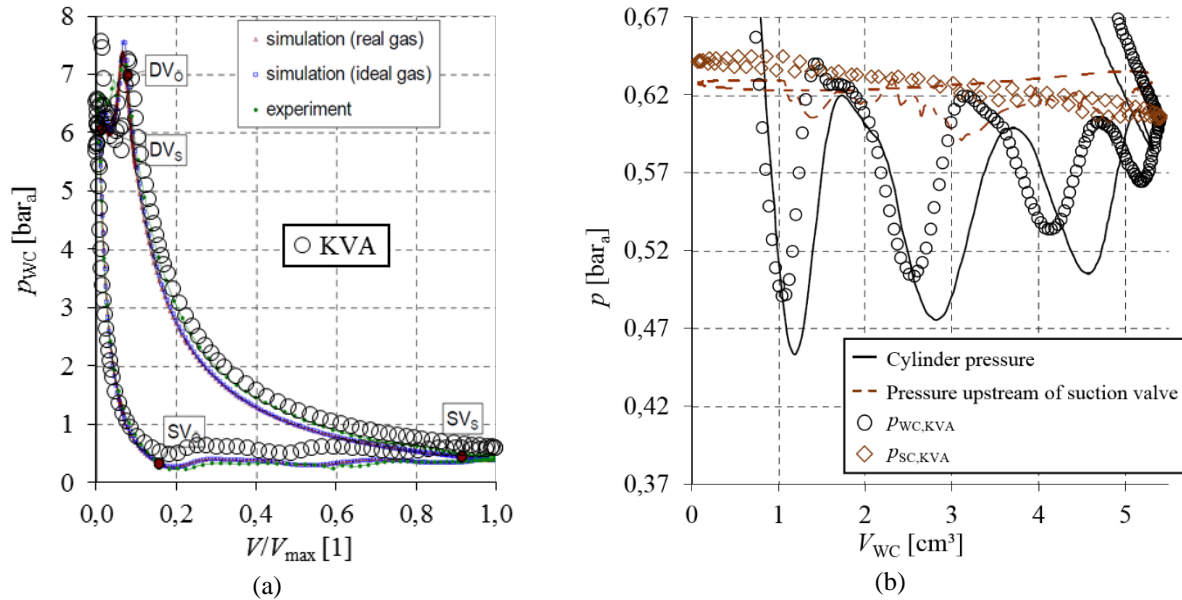 simulation (real gas)
simulation (ideal gas)
experiment
DV_Ö
DV_S
KVA
SV_S
p_WC [bar_a]
8
7
6
5
4
3
2
1
0
0,0
0,2
0,4
0,6
0,8
1,0
V/V_max [1]
(a)
p [bar_a]
0,67
0,62
0,57
0,52
0,47
0,42
0,37
Cylinder pressure
Pressure upstream of suction valve
p_WC,KVA
p_SC,KVA
0
1
2
3
4
5
V_WC [cm³]
(b)